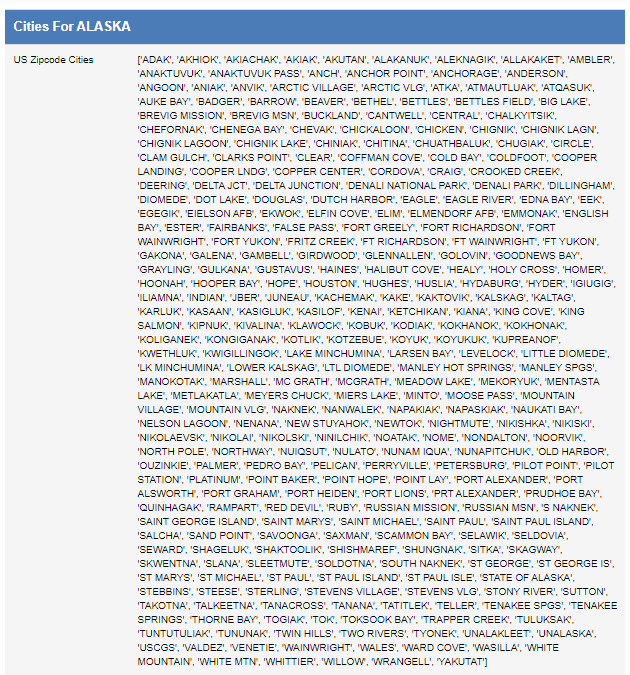 Cities For ALASKA
US Zipcode Cities
['ADAK', 'AKHIOK', 'AKIACHAK', 'AKIAK', 'AKUTAN', 'ALAKANUK', 'ALEKNAGIK', 'ALLAKAKET', 'AMBLER',
'ANAKTUVUK', 'ANAKTUVUK PASS', 'ANCH', 'ANCHOR POINT', 'ANCHORAGE', 'ANDERSON',
'ANGOON', 'ANIAK', 'ANVIK', 'ARCTIC VILLAGE', 'ARCTIC VLG', 'ATKA', 'ATMAUTLUAK', 'ATQASUK',
'AUKE BAY', 'BADGER', 'BARROW', 'BEAVER', 'BETHEL', 'BETTLES', 'BETTLES FIELD', 'BIG LAKE',
'BREVIG MISSION', 'BREVIG MSN', 'BUCKLAND', 'CANTWELL', 'CENTRAL', 'CHALKYITSIK',
'CHEFORNAK', 'CHENEGA BAY', 'CHEVAK', 'CHICKALOON', 'CHICKEN', 'CHIGNIK', 'CHIGNIK LAGN',
'CHIGNIK LAGOON', 'CHIGNIK LAKE', 'CHINIAK', 'CHITINA', 'CHUATHBALUK', 'CHUGIAK', 'CIRCLE',
'CLAM GULCH', 'CLARKS POINT', 'CLEAR', 'COFFMAN COVE', 'COLD BAY', 'COLDFOOT', 'COOPER
LANDING', 'COOPER LNDG', 'COPPER CENTER', 'CORDOVA', 'CRAIG', 'CROOKED CREEK',
'DEERING', 'DELTA JCT', 'DELTA JUNCTION', 'DENALI NATIONAL PARK', 'DENALI PARK', 'DILLINGHAM',
'DIOMEDE', 'DOT LAKE', 'DOUGLAS', 'DUTCH HARBOR', 'EAGLE', 'EAGLE RIVER', 'EDNA BAY', 'EEK',
'EGEGIK', 'EIELSON AFB', 'EKWOK', 'ELFIN COVE', 'ELIM', 'ELMENDORF AFB', 'EMMONAK', 'ENGLISH
BAY', 'ESTER', 'FAIRBANKS', 'FALSE PASS', 'FORT GREELY', 'FORT RICHARDSON', 'FORT
WAINWRIGHT', 'FORT YUKON', 'FRITZ CREEK', 'FT RICHARDSON', 'FT WAINWRIGHT', 'FT YUKON',
'GAKONA', 'GALENA', 'GAMBELL', 'GIRDWOOD', 'GLENNALLEN', 'GOLOVIN', 'GOODNEWS BAY',
'GRAYLING', 'GULKANA', 'GUSTAVUS', 'HAINES', 'HALIBUT COVE', 'HEALY', 'HOLY CROSS', 'HOMER',
'HOONAH', 'HOOPER BAY', 'HOPE', 'HOUSTON', 'HUGHES', 'HUSLIA', 'HYDABURG', 'HYDER', 'IGIUGIG',
'ILIAMNA', 'INDIAN', 'JBER', 'JUNEAU', 'KACHEMAK', 'KAKE', 'KAKTOVIK', 'KALSKAG', 'KALTAG',
'KARLUK', 'KASAAN', 'KASIGLUK', 'KASILOF', 'KENAI', 'KETCHIKAN', 'KIANA', 'KING COVE', 'KING
SALMON', 'KIPNUK', 'KIVALINA', 'KLAWOCK', 'KOBUK', 'KODIAK', 'KOKHANOK', 'KOKHONAK',
'KOLIGANEK', 'KONGIGANAK', 'KOTLIK', 'KOTZEBUE', 'KOYUK', 'KOYUKUK', 'KUPREANOF',
'KWETHLUK', 'KWIGILLINGOK', 'LAKE MINCHUMINA', 'LARSEN BAY', 'LEVELOCK', 'LITTLE DIOMEDE',
'LK MINCHUMINA', 'LOWER KALSKAG', 'LTL DIOMEDE', 'MANLEY HOT SPRINGS', 'MANLEY SPGS',
'MANOKOTAK', 'MARSHALL', 'MC GRATH', 'MCGRATH', 'MEADOW LAKE', 'MEKORYUK', 'MENTASTA
LAKE', 'METLAKATLA', 'MEYERS CHUCK', 'MIERS LAKE', 'MINTO', 'MOOSE PASS', 'MOUNTAIN
VILLAGE', 'MOUNTAIN VLG', 'NAKNEK', 'NANWALEK', 'NAPAKIAK', 'NAPASKIAK', 'NAUKATI BAY',
'NELSON LAGOON', 'NENANA', 'NEW STUYAHOK', 'NEWTOK', 'NIGHTMUTE', 'NIKISHKA', 'NIKISKI',
'NIKOLAEVSK', 'NIKOLAI', 'NIKOLSKI', 'NINILCHIK', 'NOATAK', 'NOME', 'NONDALTON', 'NOORVIK',
'NORTH POLE', 'NORTHWAY', 'NUIQSUT', 'NULATO', 'NUNAM IQUA', 'NUNAPITCHUK', 'OLD HARBOR',
'OUZINKIE', 'PALMER', 'PEDRO BAY', 'PELICAN', 'PERRYVILLE', 'PETERSBURG', 'PILOT POINT', 'PILOT
STATION', 'PLATINUM', 'POINT BAKER', 'POINT HOPE', 'POINT LAY', 'PORT ALEXANDER', 'PORT
ALSWORTH', 'PORT GRAHAM', 'PORT HEIDEN', 'PORT LIONS', 'PRT ALEXANDER', 'PRUDHOE BAY',
'QUINHAGAK', 'RAMPART', 'RED DEVIL', 'RUBY', 'RUSSIAN MISSION', 'RUSSIAN MSN', 'S NAKNEK',
'SAINT GEORGE ISLAND', 'SAINT MARYS', 'SAINT MICHAEL', 'SAINT PAUL', 'SAINT PAUL ISLAND',
'SALCHA', 'SAND POINT', 'SAVOONGA', 'SAXMAN', 'SCAMMON BAY', 'SELAWIK', 'SELDOVIA',
'SEWARD', 'SHAGELUK', 'SHAKTOOLIK', 'SHISHMAREF', 'SHUNGNAK', 'SITKA', 'SKAGWAY',
'SKWENTNA', 'SLANA', 'SLEETMUTE', 'SOLDOTNA', 'SOUTH NAKNEK', 'ST GEORGE', 'ST GEORGE IS',
'ST MARYS', 'ST MICHAEL', 'ST PAUL', 'ST PAUL ISLAND', 'ST PAUL ISLE', 'STATE OF ALASKA',
'STEBBINS', 'STEESE', 'STERLING', 'STEVENS VILLAGE', 'STEVENS VLG', 'STONY RIVER', 'SUTTON',
'TAKOTNA', 'TALKEETNA', 'TANACROSS', 'TANANA', 'TATITLEK', 'TELLER', 'TENAKEE SPGS', 'TENAKEE
SPRINGS', 'THORNE BAY', 'TOGIAK', 'TOK', 'TOKSOOK BAY', 'TRAPPER CREEK', 'TULUKSAK',
'TUNTUTULIAK', 'TUNUNAK', 'TWIN HILLS', 'TWO RIVERS', 'TYONEK', 'UNALAKLEET', 'UNALASKA',
'USCGS', 'VALDEZ', 'VENETIE', 'WAINWRIGHT', 'WALES', 'WARD COVE', 'WASILLA', 'WHITE
MOUNTAIN', 'WHITE MTN', 'WHITTIER', 'WILLOW', 'WRANGELL', 'YAKUTAT']